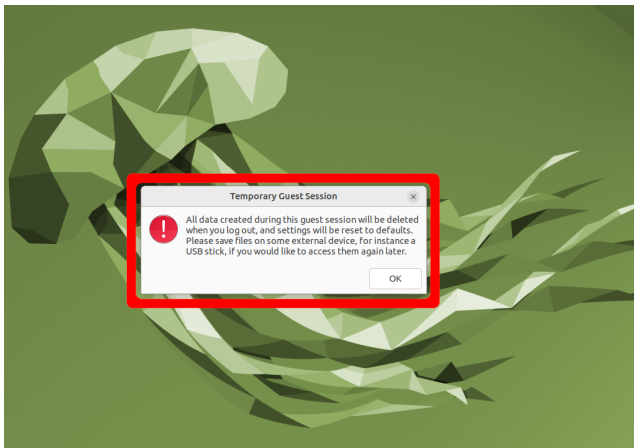 Temporary Guest Session
All data created during this guest session will be deleted
when you log out, and settings will be reset to defaults.
Please save files on some external device, for instance a
USB stick, if you would like to access them again later.
OK